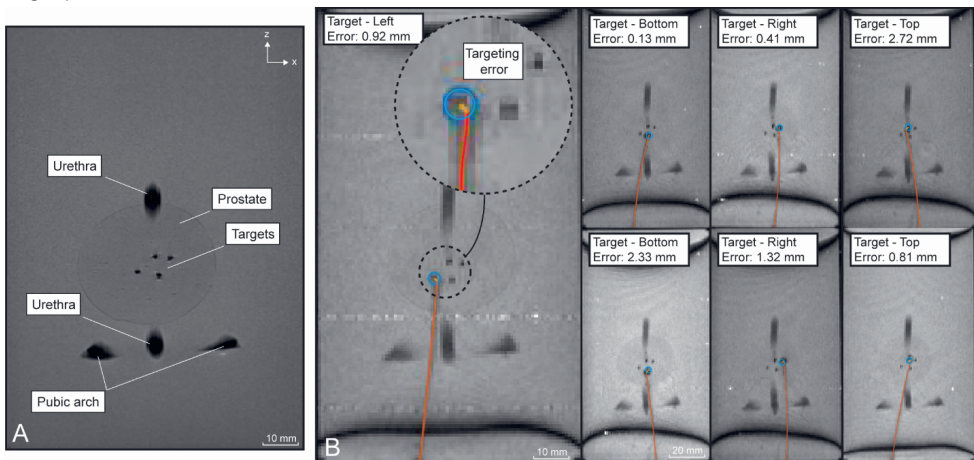 z
x
Urethra
Prostate
Targets
Urethra
Pubic arch
A
10 mm
Target - Left
Error: 0.92 mm
Targeting
error
B
10 mm
Target - Bottom
Error: 0.13 mm
Target - Right
Error: 0.41 mm
Target - Top
Error: 2.72 mm
Target - Bottom
Error: 2.33 mm
Target - Right
Error: 1.32 mm
Target - Top
Error: 0.81 mm
20 mm